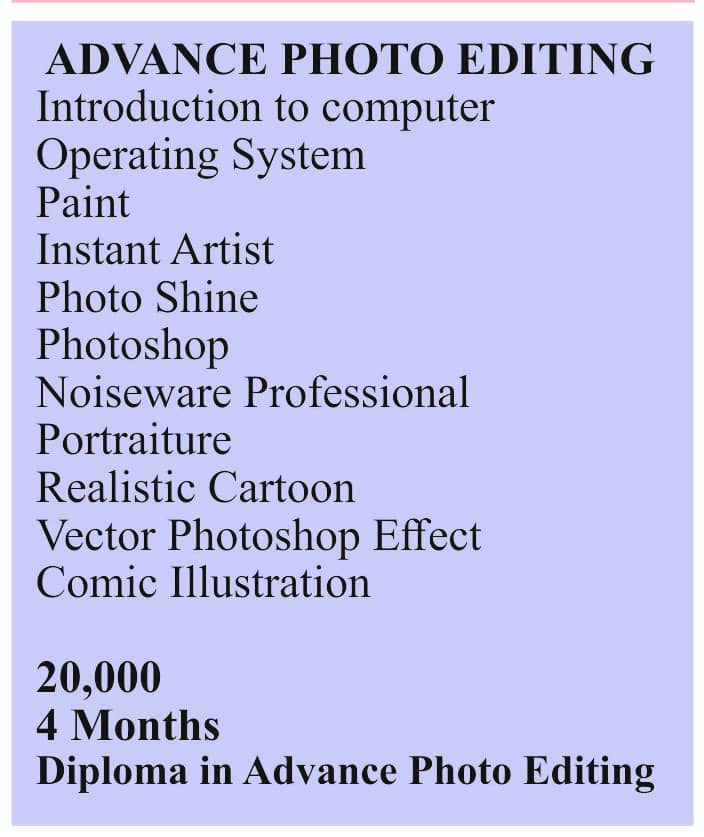 ADVANCE PHOTO EDITING
Introduction to computer
Operating System
Paint
Instant Artist
Photo Shine
Photoshop
Noiseware Professional
Portraiture
Realistic Cartoon
Vector Photoshop Effect
Comic Illustration
20,000
4 Months
Diploma in Advance Photo Editing